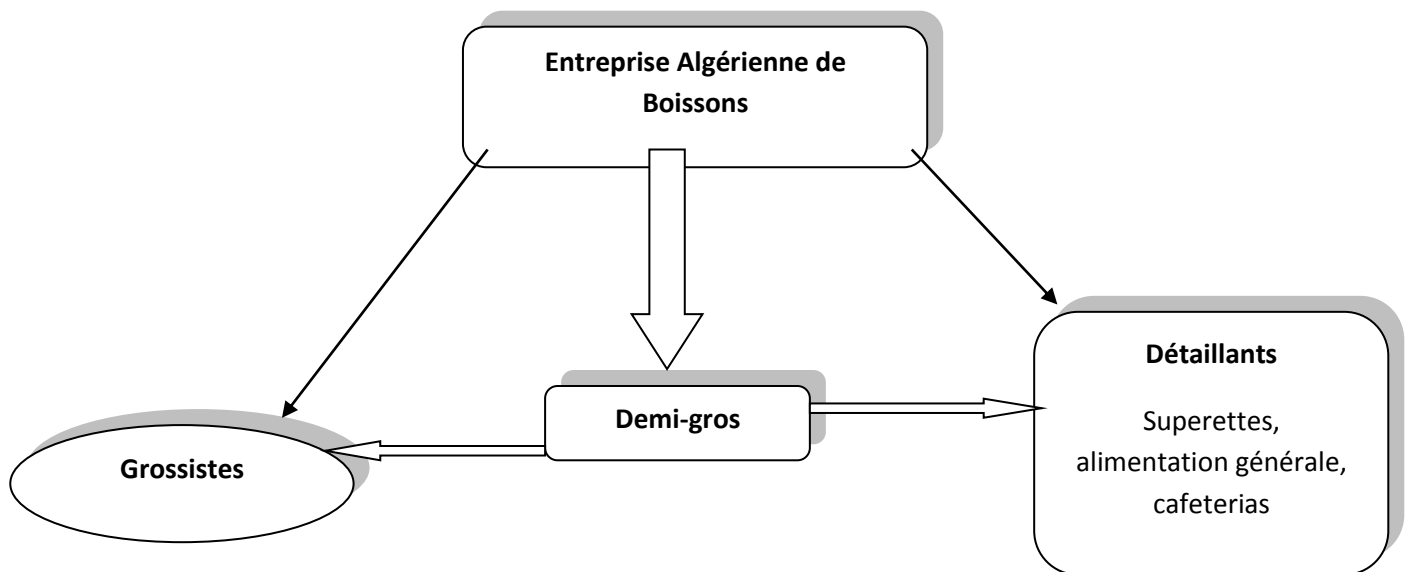 Entreprise Algérienne de
Boissons
Demi-gros
Grossistes
Détaillants
Superettes,
alimentation générale,
cafeterias